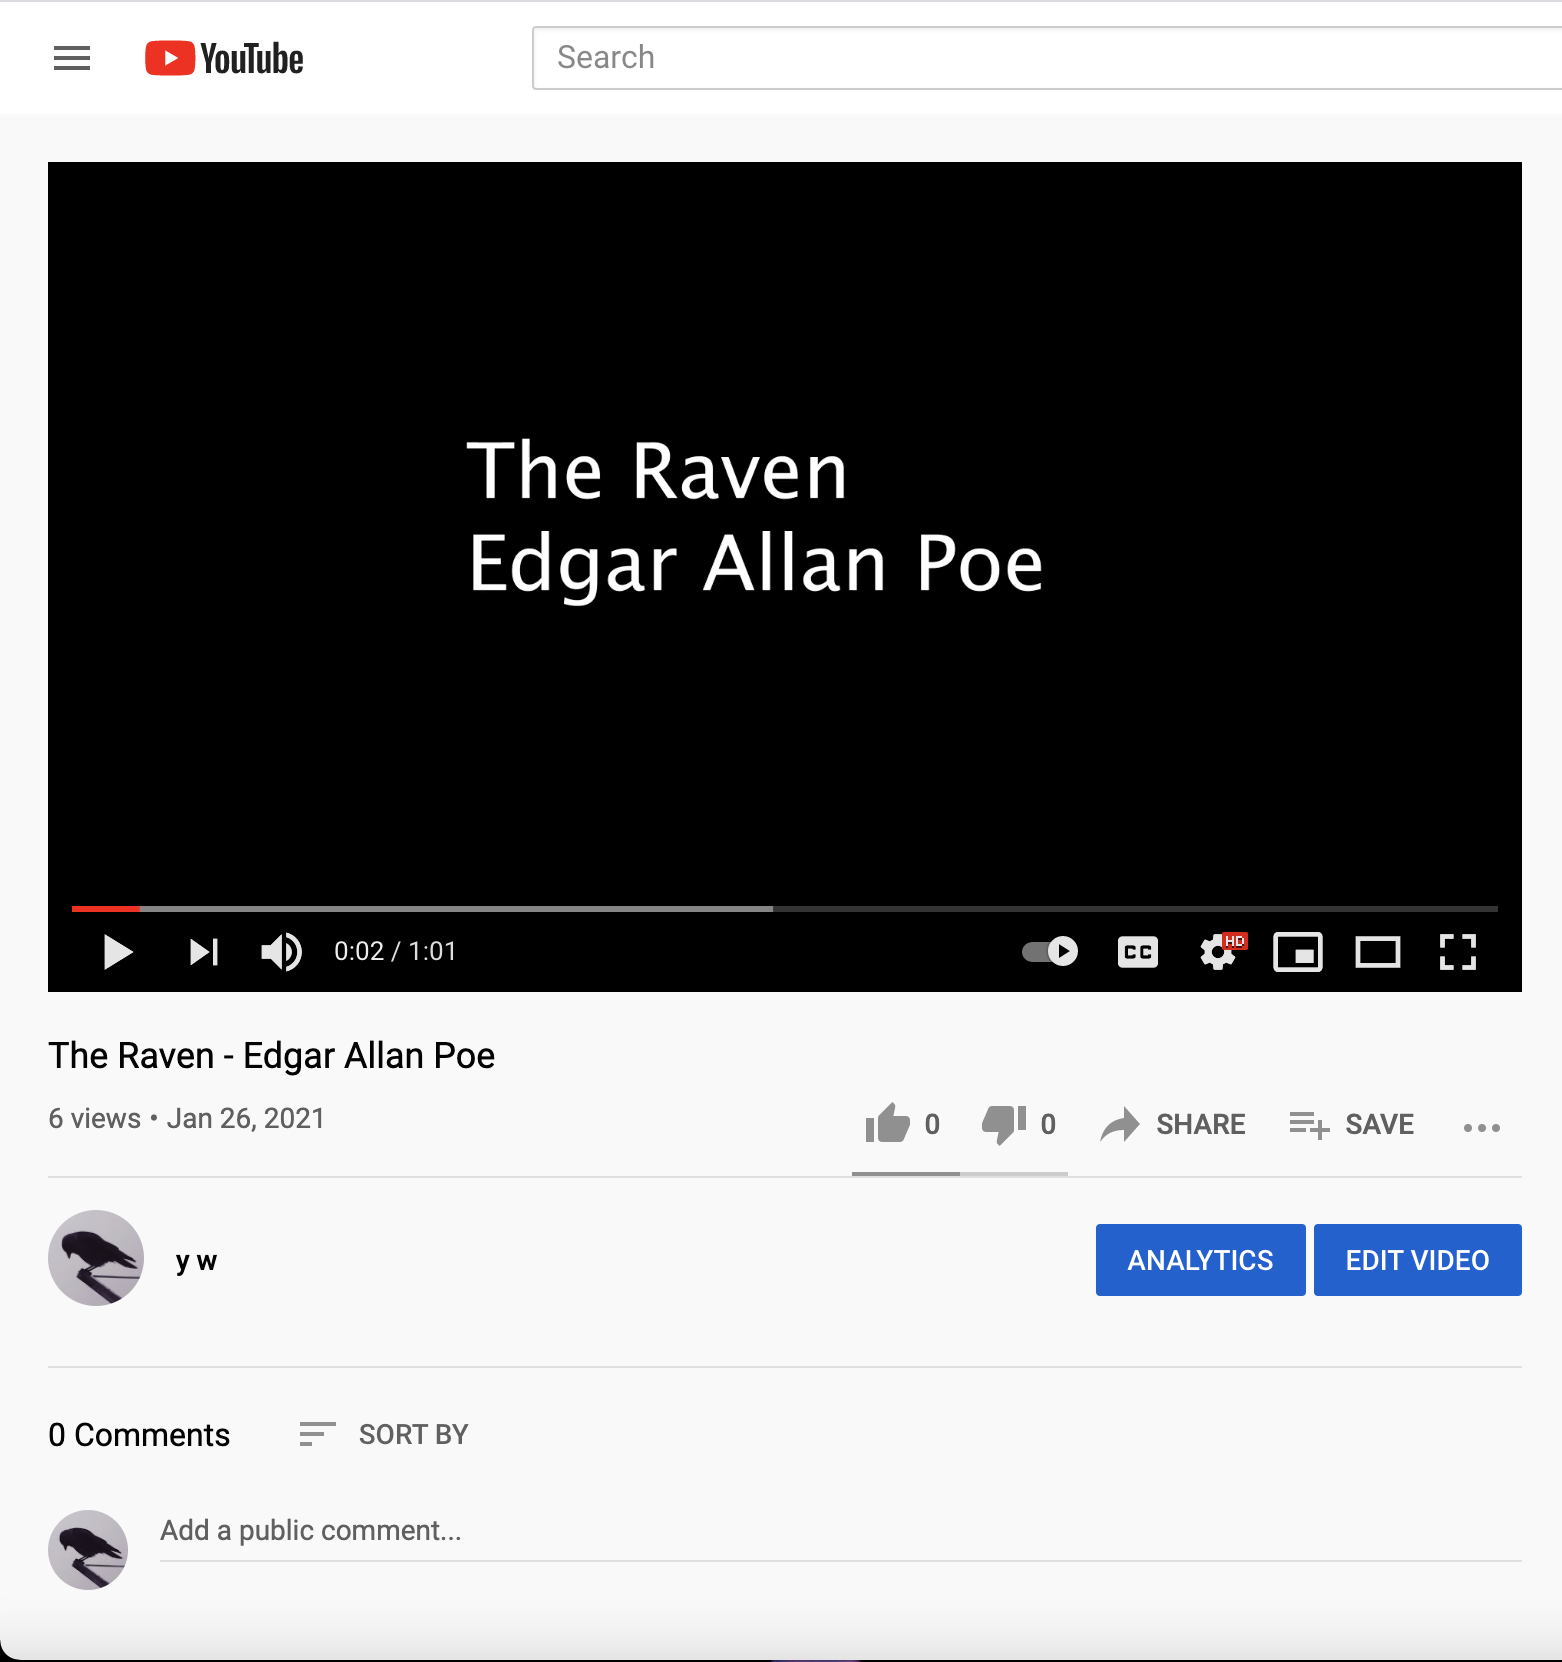 YouTube
Search
The Raven
Edgar Allan Poe
0:02 / 1:01
CC
HD
The Raven - Edgar Allan Poe
6 views • Jan 26, 2021
0
0
SHARE
SAVE
y w
ANALYTICS
EDIT VIDEO
0 Comments
SORT BY
Add a public comment...